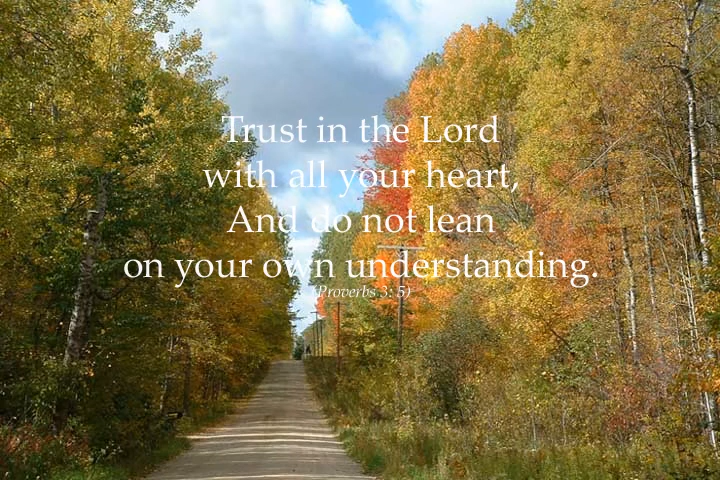 Trust in the Lord
with all your heart,
And do not lean
on your own understanding.
(Proverbs 3: 5)